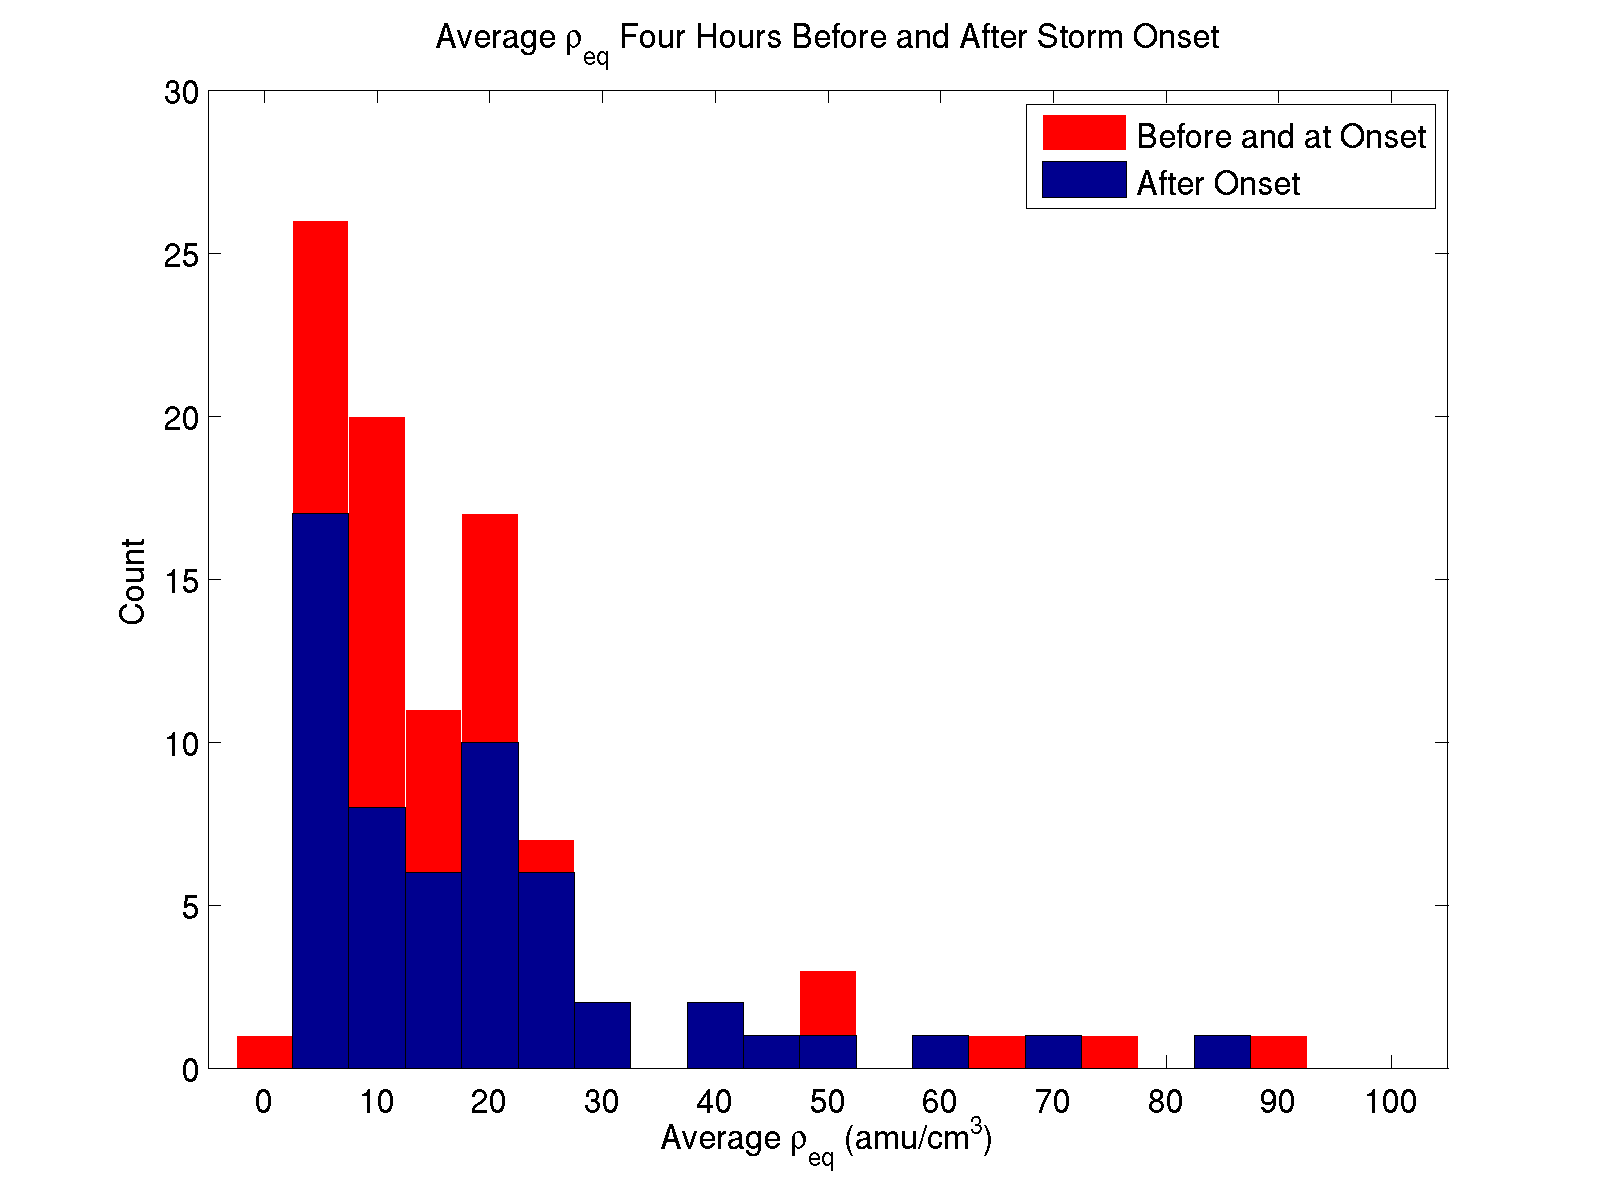 Average ρeq Four Hours Before and After Storm Onset
30
25
20
15
10
5
0
Count
Before and at Onset
After Onset
0 10 20 30 40 50 60 70 80 90 100
Average ρeq (amu/cm3)